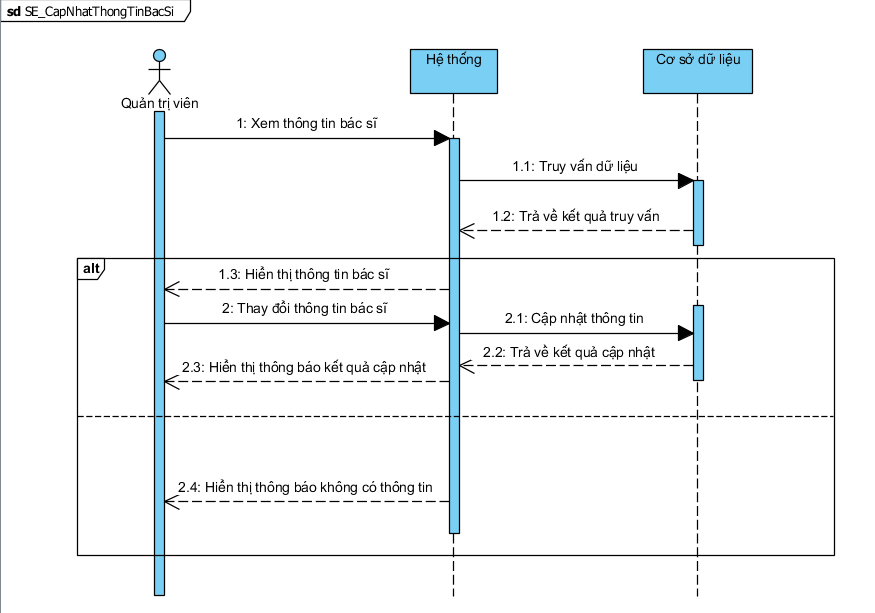 sd SE_CapNhatThongTinBacSi
Quản trị viên
Hệ thống
Cơ sở dữ liệu
1: Xem thông tin bác sĩ
1.1: Truy vấn dữ liệu
1.2: Trả về kết quả truy vấn
alt
1.3: Hiển thị thông tin bác sĩ
2: Thay đổi thông tin bác sĩ
2.1: Cập nhật thông tin
2.2: Trả về kết quả cập nhật
2.3: Hiển thị thông báo kết quả cập nhật
2.4: Hiển thị thông báo không có thông tin